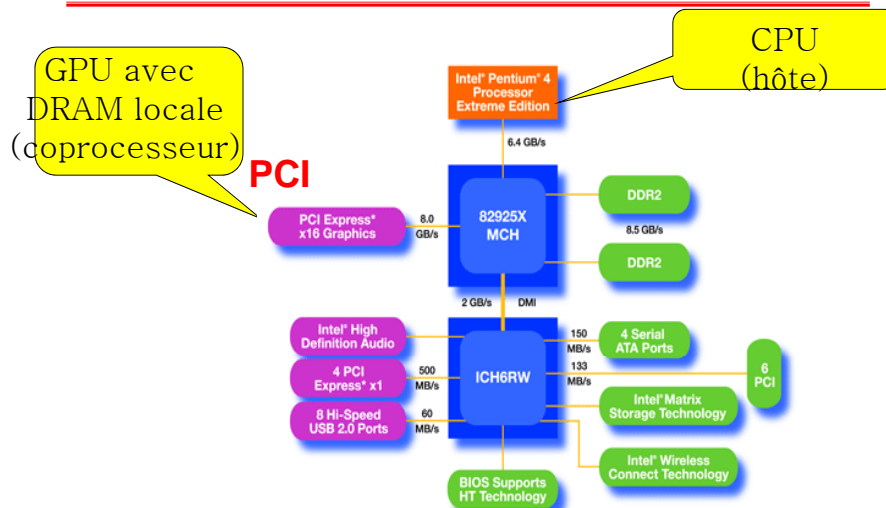 GPU avec
DRAM locale
(coprocesseur)
CPU
(hôte)
PCI
Intel® Pentium® 4
Processor
Extreme Edition
6.4 GB/s
PCI Express*
x16 Graphics
8.0
GB/s
82925X
MCH
DDR2
8.5 GB/s
DDR2
2 GB/s
DMI
Intel® High
Definition Audio
4 PCI
Express* x1
500
MB/s
8 Hi-Speed
USB 2.0 Ports
60
MB/s
ICH6RW
150
MB/s
4 Serial
ATA Ports
133
MB/s
6
PCI
Intel® Matrix
Storage Technology
Intel® Wireless
Connect Technology
BIOS Supports
HT Technology